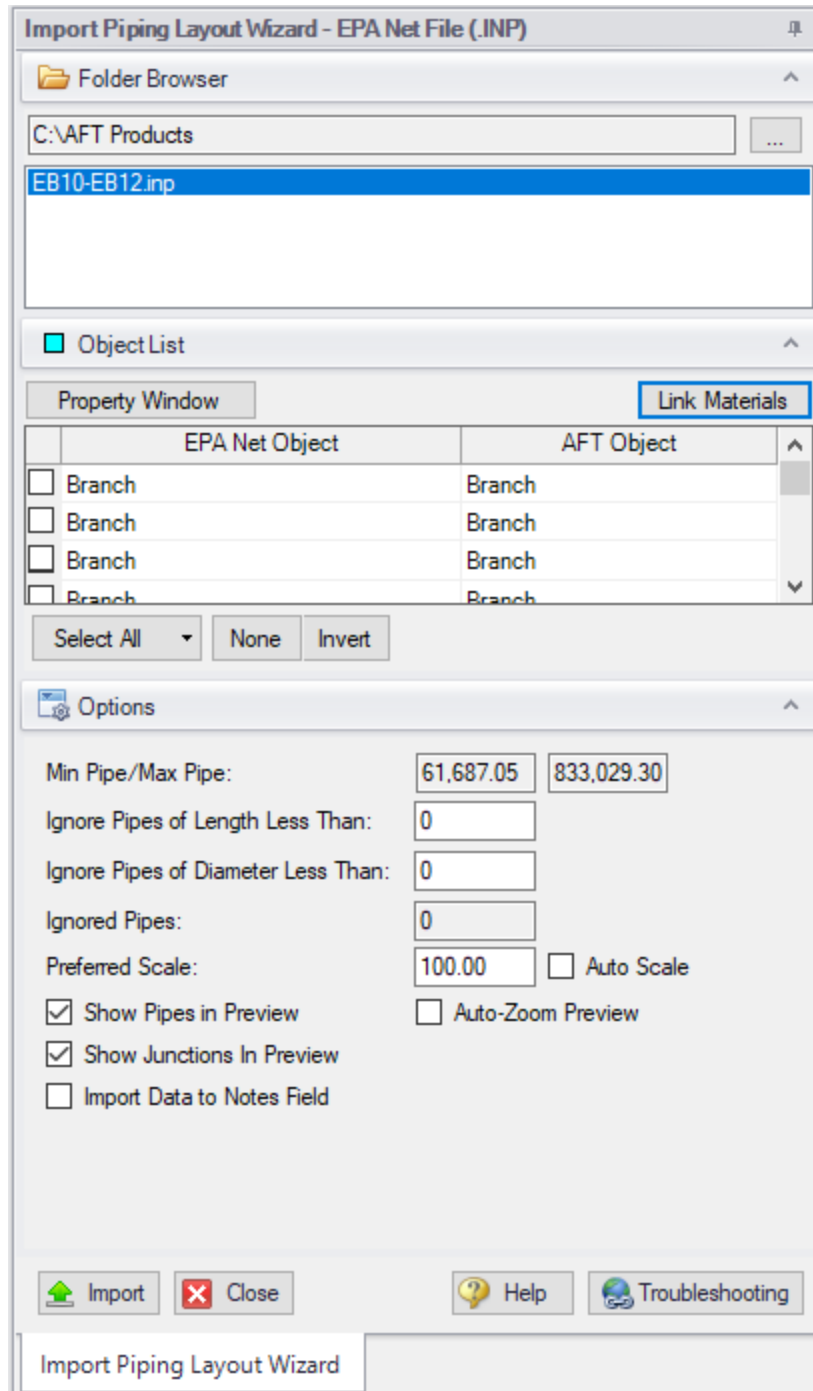 Import Piping Layout Wizard - EPA Net File (.INP)
Folder Browser
C:\AFT Products
...
EB10-EB12.inp
Object List
Property Window Link Materials
EPA Net Object AFT Object
Branch Branch
Branch Branch
Branch Branch
Branch Branch
Select All None Invert
Options
Min Pipe/Max Pipe: 61,687.05 833,029.30
Ignore Pipes of Length Less Than: 0
Ignore Pipes of Diameter Less Than: 0
Ignored Pipes: 0
Preferred Scale: 100.00 Auto Scale
Show Pipes in Preview Auto-Zoom Preview
Show Junctions In Preview
Import Data to Notes Field
Import Close Help Troubleshooting
Import Piping Layout Wizard